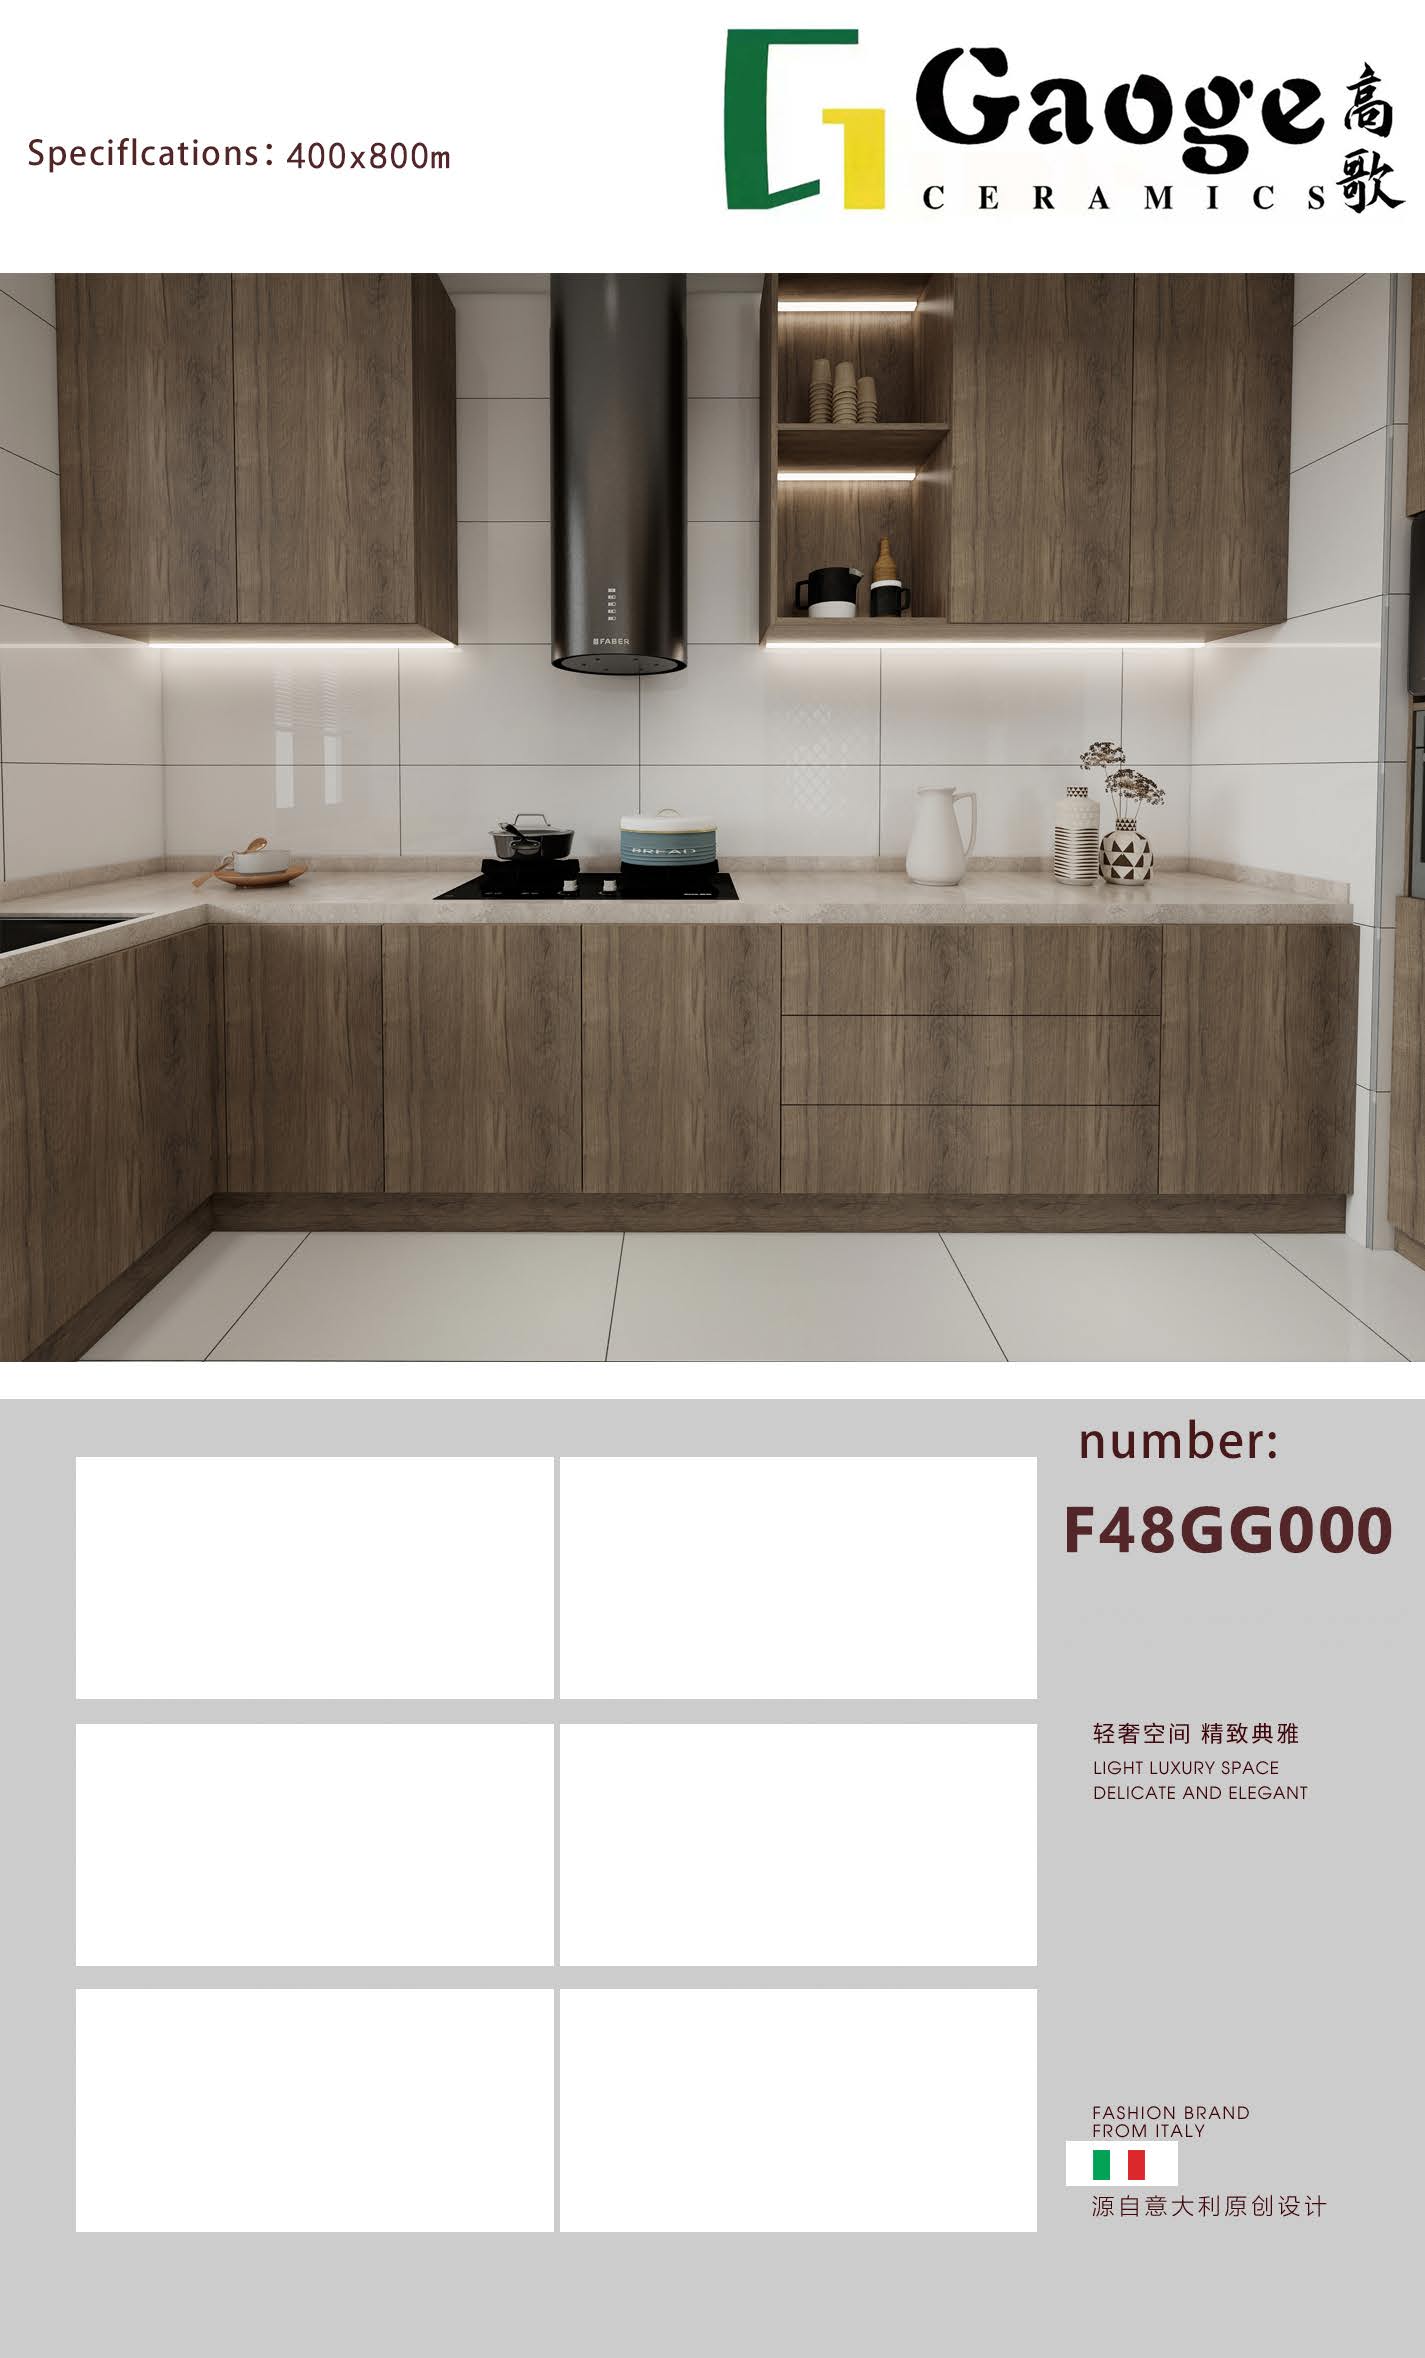 Speciflcations: 400x800m
Gaoge
CERAMICS
高歌
FABER
BREAD
number:
F48GG000
轻奢空间 精致典雅
LIGHT LUXURY SPACE
DELICATE AND ELEGANT
FASHION BRAND
FROM ITALY
源自意大利原创设计